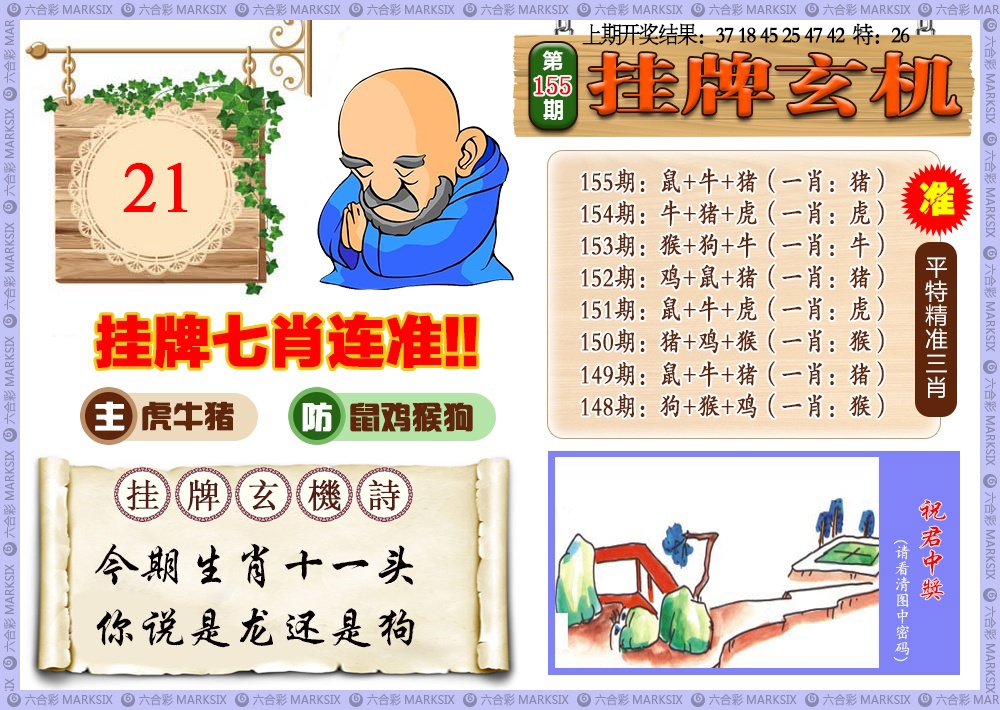 六合彩 MARKSIX
上期开奖结果：37 18 45 25 47 42 特：26
第
155
期
挂牌玄机
21
挂牌七肖连准!!
主 虎牛猪
防 鼠鸡猴狗
挂牌玄機詩
今期生肖十一头
你说是龙还是狗
155期：鼠+牛+猪（一肖：猪）
154期：牛+猪+虎（一肖：虎）
153期：猴+狗+牛（一肖：牛）
152期：鸡+鼠+猪（一肖：猪）
151期：鼠+牛+虎（一肖：虎）
150期：猪+鸡+猴（一肖：猴）
149期：鼠+牛+猪（一肖：猪）
148期：狗+猴+鸡（一肖：猴）
准
平特精准三肖
祝君中獎
（请看清图中密码）